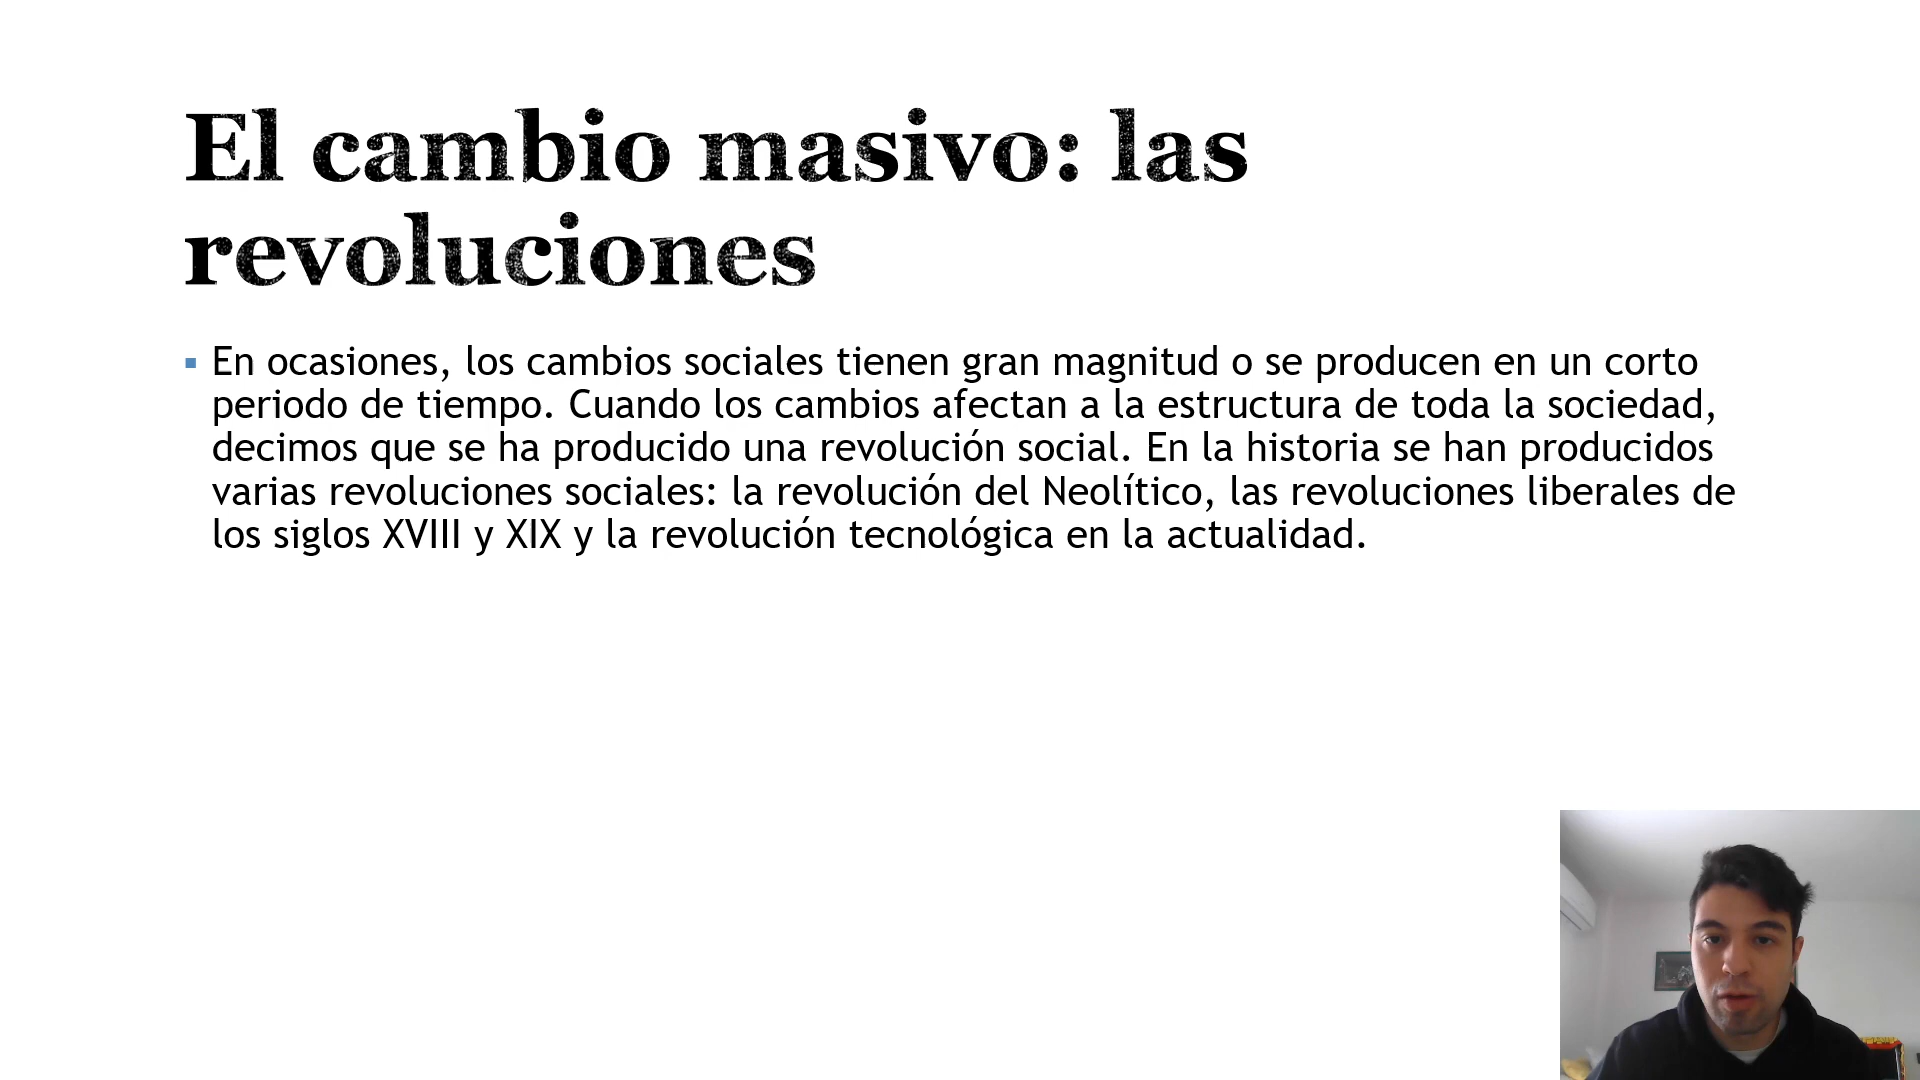 El cambio masivo: las
revoluciones
▪ En ocasiones, los cambios sociales tienen gran magnitud o se producen en un corto
periodo de tiempo. Cuando los cambios afectan a la estructura de toda la sociedad,
decimos que se ha producido una revolución social. En la historia se han producidos
varias revoluciones sociales: la revolución del Neolítico, las revoluciones liberales de
los siglos XVIII y XIX y la revolución tecnológica en la actualidad.